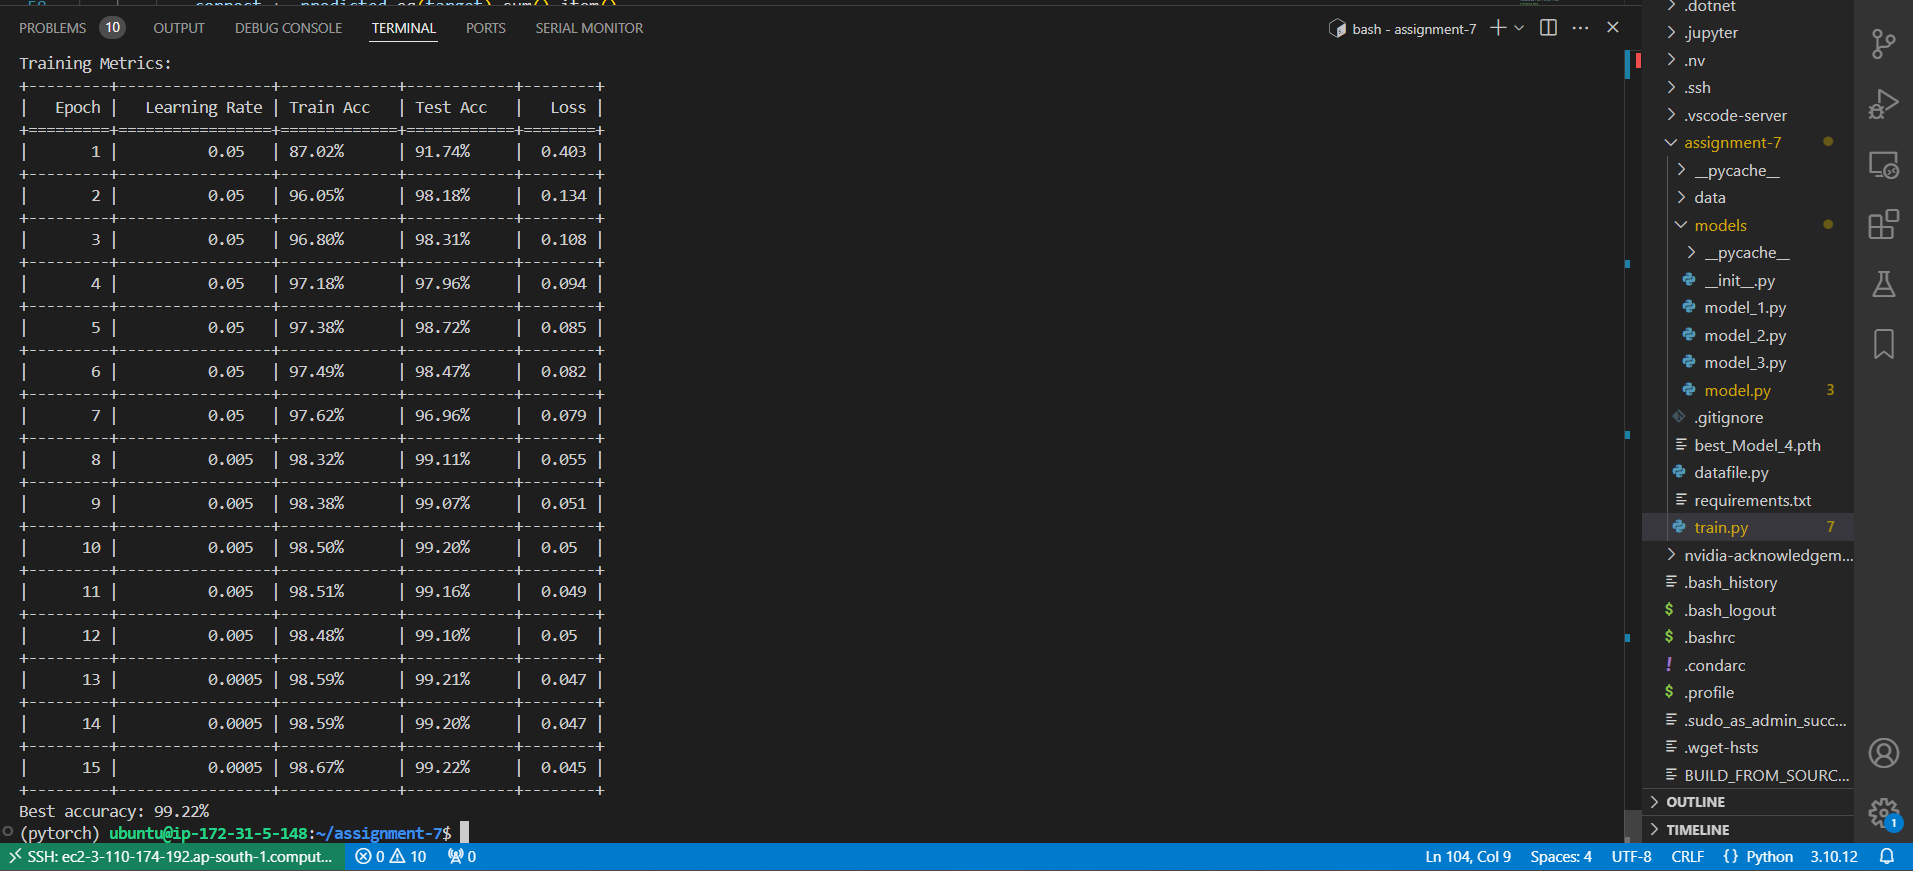 PROBLEMS 10 OUTPUT DEBUG CONSOLE TERMINAL PORTS SERIAL MONITOR bash - assignment-7
Training Metrics:
+---------+-----------------+-------------+------------+--------+
| Epoch | Learning Rate | Train Acc | Test Acc | Loss |
+=========+=================+=============+============+========+
| 1 | 0.05 | 87.02% | 91.74% | 0.403 |
+---------+-----------------+-------------+------------+--------+
| 2 | 0.05 | 96.05% | 98.18% | 0.134 |
+---------+-----------------+-------------+------------+--------+
| 3 | 0.05 | 96.80% | 98.31% | 0.108 |
+---------+-----------------+-------------+------------+--------+
| 4 | 0.05 | 97.18% | 97.96% | 0.094 |
+---------+-----------------+-------------+------------+--------+
| 5 | 0.05 | 97.38% | 98.72% | 0.085 |
+---------+-----------------+-------------+------------+--------+
| 6 | 0.05 | 97.49% | 98.47% | 0.082 |
+---------+-----------------+-------------+------------+--------+
| 7 | 0.05 | 97.62% | 96.96% | 0.079 |
+---------+-----------------+-------------+------------+--------+
| 8 | 0.005 | 98.32% | 99.11% | 0.055 |
+---------+-----------------+-------------+------------+--------+
| 9 | 0.005 | 98.38% | 99.07% | 0.051 |
+---------+-----------------+-------------+------------+--------+
| 10 | 0.005 | 98.50% | 99.20% | 0.05 |
+---------+-----------------+-------------+------------+--------+
| 11 | 0.005 | 98.51% | 99.16% | 0.049 |
+---------+-----------------+-------------+------------+--------+
| 12 | 0.005 | 98.48% | 99.10% | 0.05 |
+---------+-----------------+-------------+------------+--------+
| 13 | 0.0005 | 98.59% | 99.21% | 0.047 |
+---------+-----------------+-------------+------------+--------+
| 14 | 0.0005 | 98.59% | 99.20% | 0.047 |
+---------+-----------------+-------------+------------+--------+
| 15 | 0.0005 | 98.67% | 99.22% | 0.045 |
+---------+-----------------+-------------+------------+--------+
Best accuracy: 99.22%
(pytorch) ubuntu@ip-172-31-5-148:~/assignment-7$
.dotnet
.jupyter
.nv
.ssh
.vscode-server
assignment-7
__pycache__
data
models
__pycache__
__init__.py
model_1.py
model_2.py
model_3.py
model.py 3
.gitignore
best_Model_4.pth
datafile.py
requirements.txt
train.py 7
nvidia-acknowledgem...
.bash_history
.bash_logout
.bashrc
.condarc
.profile
.sudo_as_admin_succ...
.wget-hsts
BUILD_FROM_SOURC...
OUTLINE
TIMELINE
1
SSH: ec2-3-110-174-192.ap-south-1.comput... 0 10 0 Ln 104, Col 9 Spaces: 4 UTF-8 CRLF {} Python 3.10.12